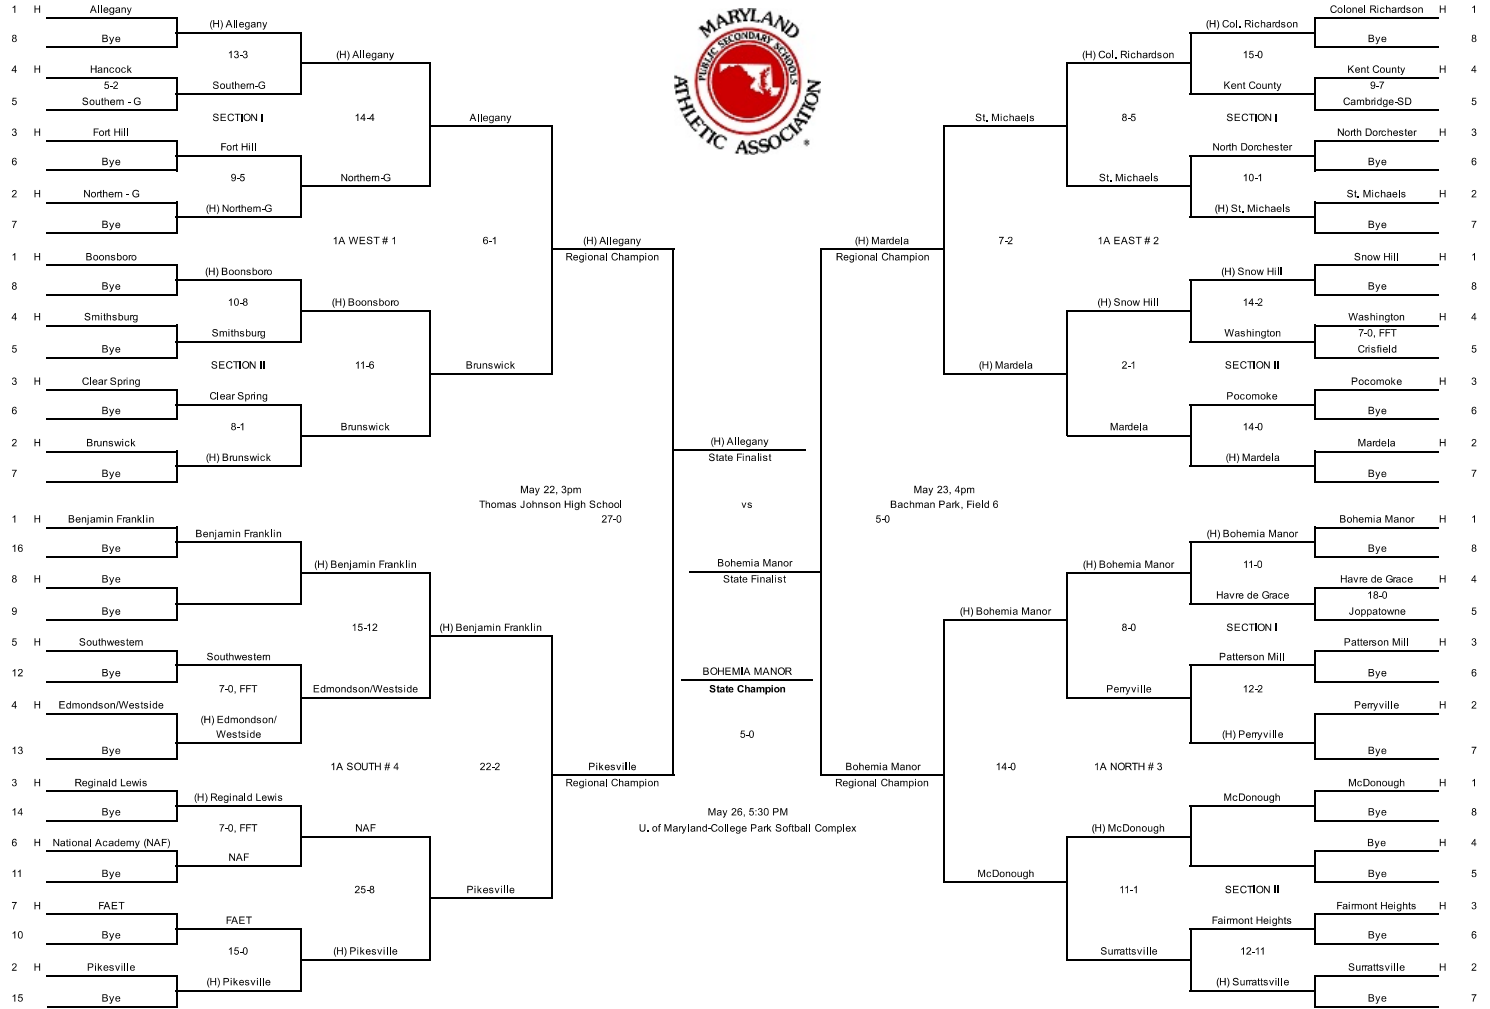 MARYLAND
PUBLIC SECONDARY SCHOOLS
ATHLETIC ASSOCIATION
®
1 H Allegany
8 Bye
(H) Allegany
13-3
4 H Hancock
5-2
5 Southern - G
Southern-G
SECTION I
(H) Allegany
14-4
3 H Fort Hill
6 Bye
Fort Hill
9-5
2 H Northern - G
7 Bye
(H) Northern-G
Northern-G
Allegany
1A WEST # 1
6-1
1 H Boonsboro
8 Bye
(H) Boonsboro
10-8
4 H Smithsburg
5 Bye
Smithsburg
SECTION II
(H) Boonsboro
11-6
3 H Clear Spring
6 Bye
Clear Spring
8-1
2 H Brunswick
7 Bye
(H) Brunswick
Brunswick
Brunswick
(H) Allegany
Regional Champion
1 H Benjamin Franklin
16 Bye
Benjamin Franklin
8 H Bye
9 Bye
(H) Benjamin Franklin
15-12
5 H Southwestern
12 Bye
Southwestern
7-0, FFT
4 H Edmondson/Westside
13 Bye
(H) Edmondson/
Westside
Edmondson/Westside
(H) Benjamin Franklin
1A SOUTH # 4
22-2
3 H Reginald Lewis
14 Bye
(H) Reginald Lewis
7-0, FFT
6 H National Academy (NAF)
11 Bye
NAF
NAF
25-8
7 H FAET
10 Bye
FAET
15-0
2 H Pikesville
15 Bye
(H) Pikesville
(H) Pikesville
Pikesville
Pikesville
Regional Champion
May 22, 3pm
Thomas Johnson High School
27-0
(H) Allegany
State Finalist
vs
Bohemia Manor
State Finalist
BOHEMIA MANOR
State Champion
5-0
May 26, 5:30 PM
U. of Maryland-College Park Softball Complex
May 23, 4pm
Bachman Park, Field 6
5-0
Colonel Richardson H 1
Bye 8
(H) Col. Richardson
15-0
Kent County H 4
9-7
Cambridge-SD 5
Kent County
SECTION I
(H) Col. Richardson
8-5
North Dorchester H 3
Bye 6
North Dorchester
10-1
St. Michaels H 2
Bye 7
(H) St. Michaels
St. Michaels
St. Michaels
7-2
1A EAST # 2
(H) Mardela
Regional Champion
Snow Hill H 1
Bye 8
(H) Snow Hill
14-2
Washington H 4
7-0, FFT
Crisfield 5
Washington
SECTION II
(H) Snow Hill
2-1
(H) Mardela
Pocomoke H 3
Bye 6
Pocomoke
14-0
Mardela H 2
Bye 7
(H) Mardela
Mardela
Bohemia Manor H 1
Bye 8
(H) Bohemia Manor
11-0
Havre de Grace H 4
18-0
Joppatowne 5
Havre de Grace
SECTION I
(H) Bohemia Manor
8-0
(H) Bohemia Manor
Patterson Mill H 3
Bye 6
Patterson Mill
12-2
Perryville H 2
Bye 7
(H) Perryville
Perryville
Bohemia Manor
Regional Champion
14-0
1A NORTH # 3
McDonough H 1
Bye 8
McDonough
Bye H 4
Bye 5
(H) McDonough
11-1
SECTION II
McDonough
Fairmont Heights H 3
Bye 6
Fairmont Heights
12-11
Surrattsville H 2
Bye 7
(H) Surrattsville
Surrattsville